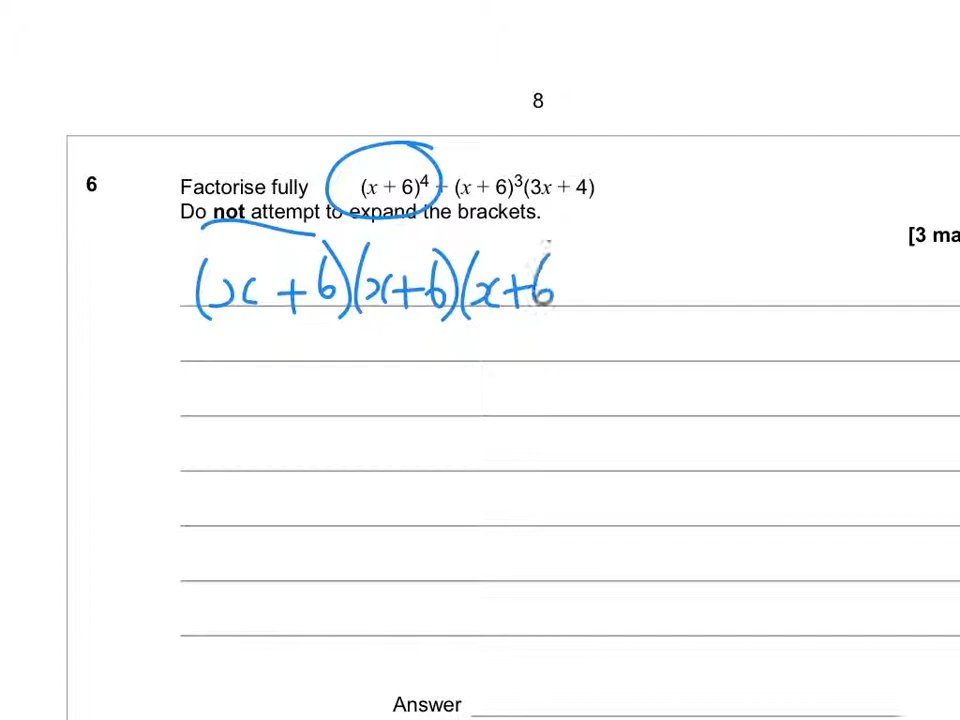 8
6 Factorise fully (x + 6)⁴ + (x + 6)³(3x + 4)
Do not attempt to expand the brackets.
[3 ma
(x + 6)(x+6)(x+6
Answer